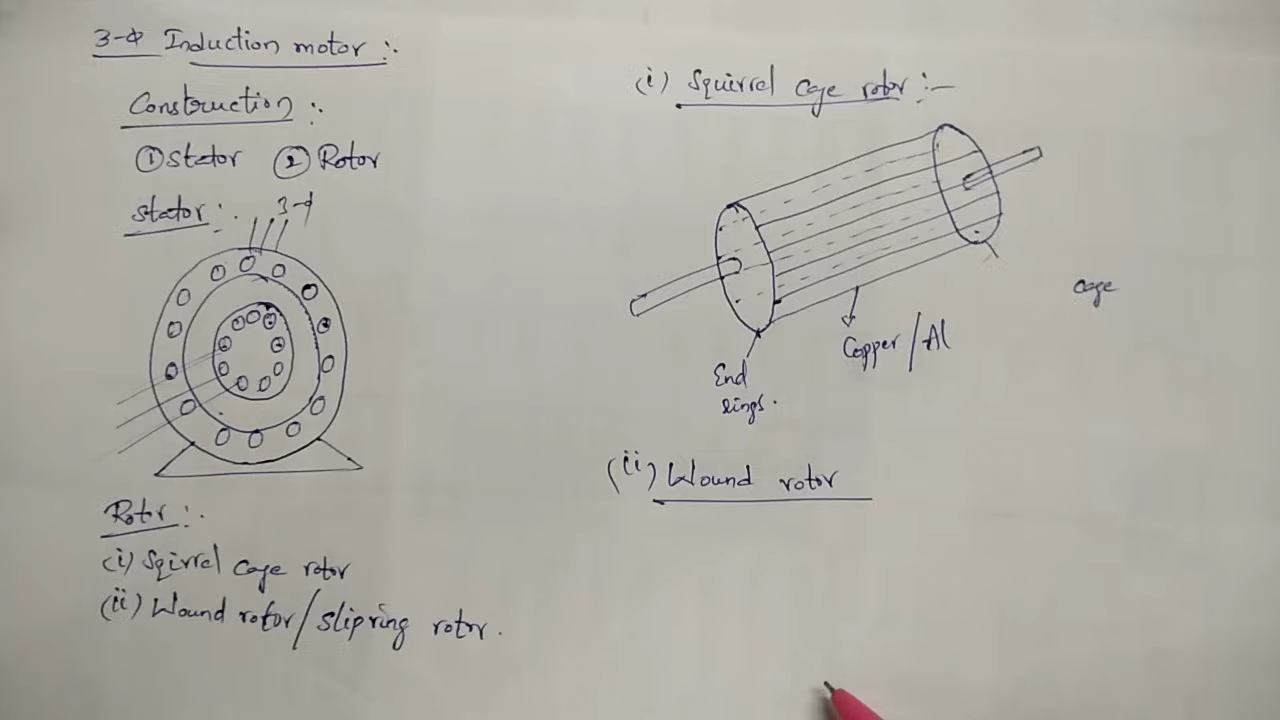 3-ϕ Induction motor :.
Construction :.
① Stator ② Rotor
Stator :.
3-ϕ
Rotor :.
(i) Sqirrel cage rotor
(ii) Wound rotor / slipring rotor.
(i) Squirrel cage rotor :-
Copper / Al
End
rings.
cage
(ii) Wound rotor